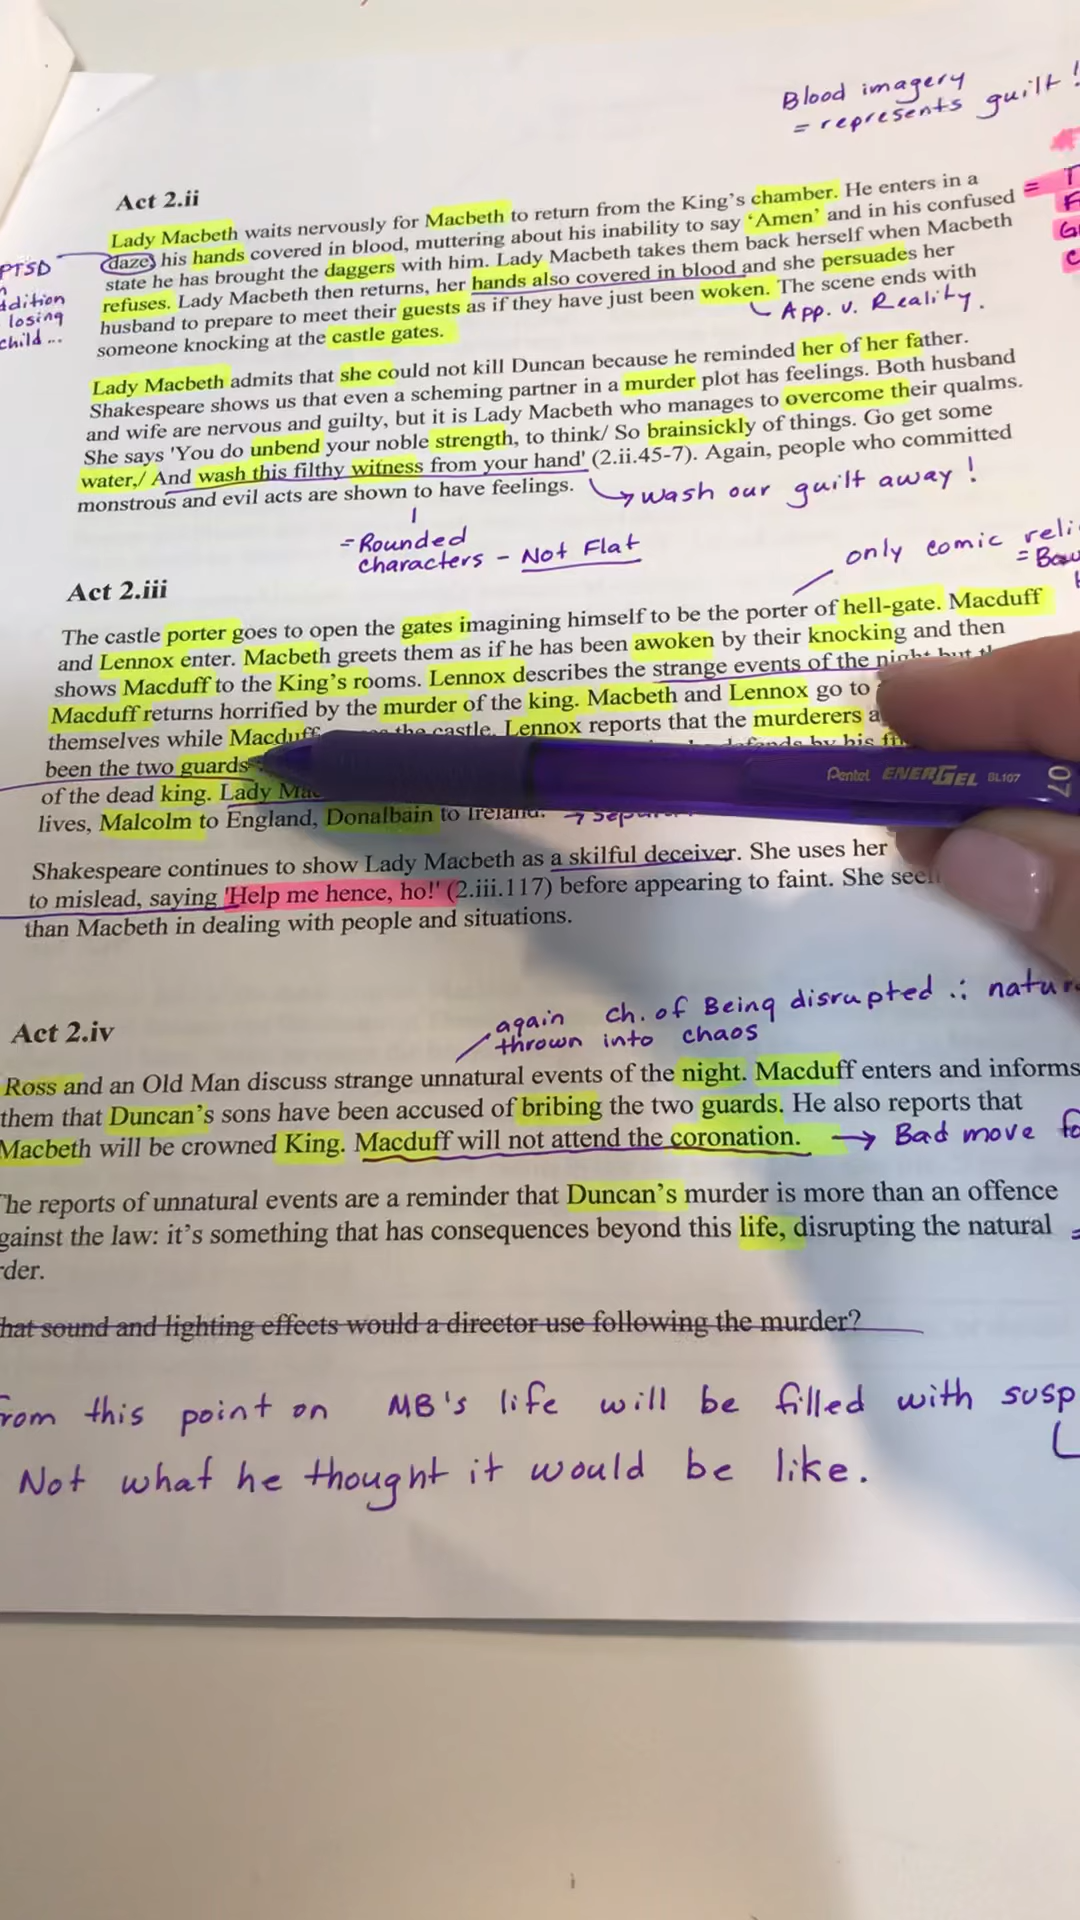 Blood imagery
= represents guilt!
Act 2.ii
Lady Macbeth waits nervously for Macbeth to return from the King's chamber. He enters in a
daze, his hands covered in blood, muttering about his inability to say 'Amen' and in his confused
state he has brought the daggers with him. Lady Macbeth takes them back herself when Macbeth
refuses. Lady Macbeth then returns, her hands also covered in blood and she persuades her
husband to prepare to meet their guests as if they have just been woken. The scene ends with
someone knocking at the castle gates.
PTSD
losing
child...
App. v. Reality.
Lady Macbeth admits that she could not kill Duncan because he reminded her of her father.
Shakespeare shows us that even a scheming partner in a murder plot has feelings. Both husband
and wife are nervous and guilty, but it is Lady Macbeth who manages to overcome their qualms.
She says 'You do unbend your noble strength, to think/ So brainsickly of things. Go get some
water,/ And wash this filthy witness from your hand' (2.ii.45-7). Again, people who committed
monstrous and evil acts are shown to have feelings.
→ wash our guilt away!
= Rounded
characters - Not Flat
only comic
Act 2.iii
The castle porter goes to open the gates imagining himself to be the porter of hell-gate. Macduff
and Lennox enter. Macbeth greets them as if he has been awoken by their knocking and then
shows Macduff to the King's rooms. Lennox describes the strange events of the night but
Macduff returns horrified by the murder of the king. Macbeth and Lennox go to
themselves while Macduff the castle. Lennox reports that the murderers
been the two guards by his
of the dead king. Lady
lives, Malcolm to England, Donalbain to Ireland. →
Shakespeare continues to show Lady Macbeth as a skilful deceiver. She uses her
to mislead, saying 'Help me hence, ho!' (2.iii.117) before appearing to faint. She
than Macbeth in dealing with people and situations.
Pentel ENERGEL BL107 07
again ch. of Being disrupted ∴
thrown into chaos
Act 2.iv
Ross and an Old Man discuss strange unnatural events of the night. Macduff enters and informs
them that Duncan's sons have been accused of bribing the two guards. He also reports that
Macbeth will be crowned King. Macduff will not attend the coronation. → Bad move
The reports of unnatural events are a reminder that Duncan's murder is more than an offence
against the law: it's something that has consequences beyond this life, disrupting the natural
order.
What sound and lighting effects would a director use following the murder?
From this point on MB's life will be filled with
Not what he thought it would be like.